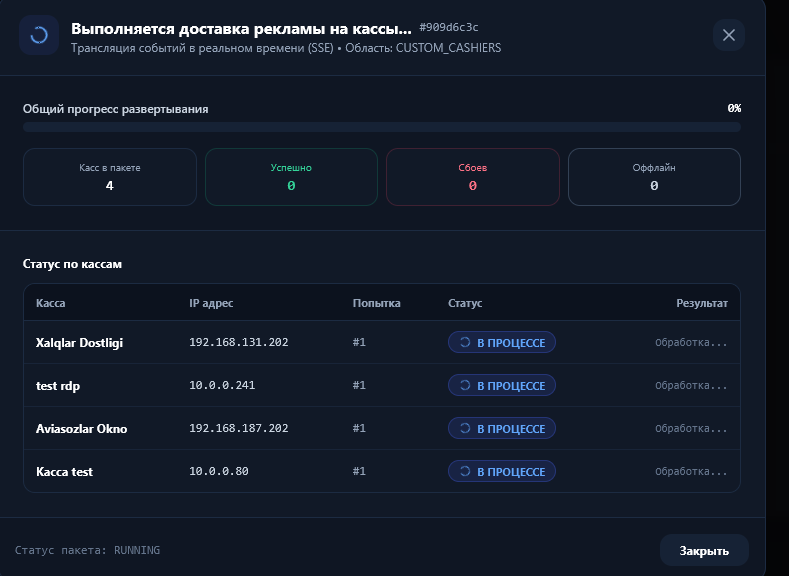 Выполняется доставка рекламы на кассы... #909d6c3c
Трансляция событий в реальном времени (SSE) • Область: CUSTOM_CASHIERS
Общий прогресс развертывания 0%
Касс в пакете Успешно Сбоев Оффлайн
4 0 0 0
Статус по кассам
Касса IP адрес Попытка Статус Результат
Xalqlar Dostligi 192.168.131.202 #1 В ПРОЦЕССЕ Обработка...
test rdp 10.0.0.241 #1 В ПРОЦЕССЕ Обработка...
Aviasozlar Okno 192.168.187.202 #1 В ПРОЦЕССЕ Обработка...
Касса test 10.0.0.80 #1 В ПРОЦЕССЕ Обработка...
Статус пакета: RUNNING Закрыть